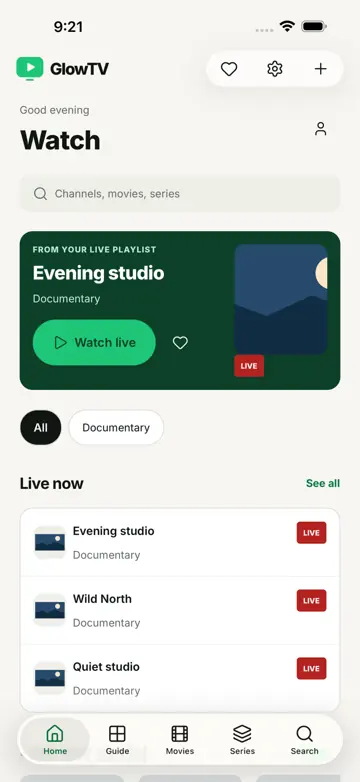 9:21
GlowTV
Good evening
Watch
Channels, movies, series
FROM YOUR LIVE PLAYLIST
Evening studio
Documentary
Watch live
LIVE
All
Documentary
Live now
See all
Evening studio
LIVE
Documentary
Wild North
LIVE
Documentary
Quiet studio
LIVE
Documentary
Home
Guide
Movies
Series
Search